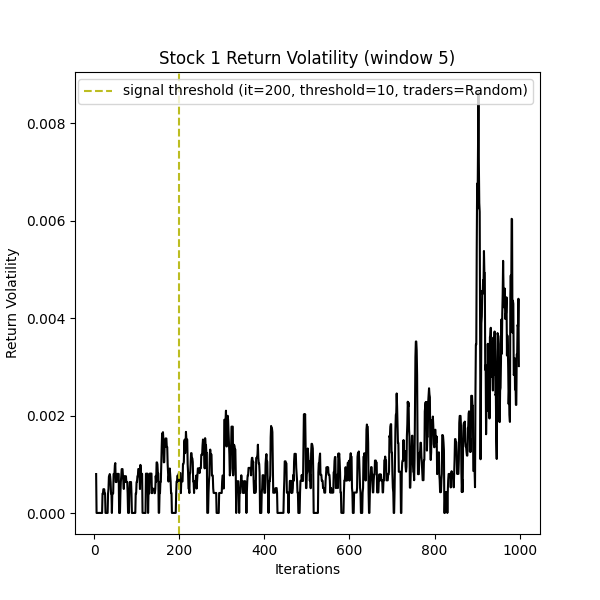 Stock 1 Return Volatility (window 5)
signal threshold (it=200, threshold=10, traders=Random)
0.008
0.006
0.004
0.002
0.000
Return Volatility
0 200 400 600 800 1000
Iterations